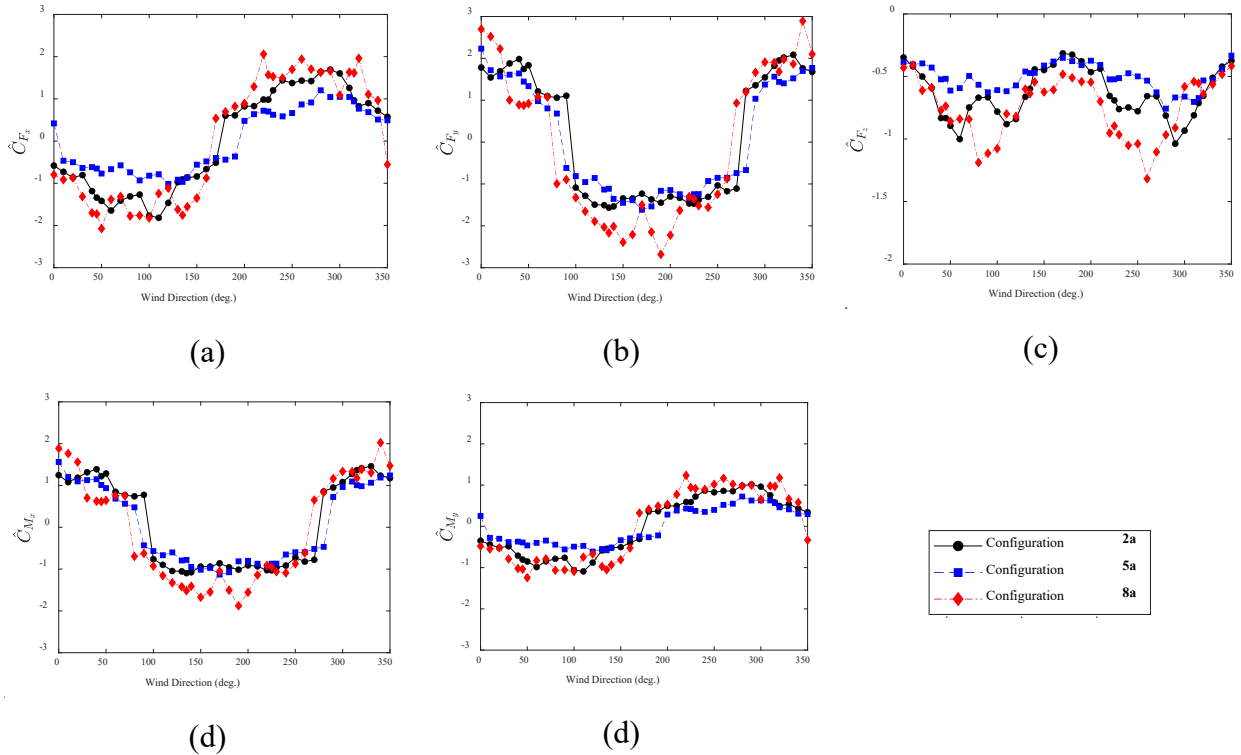 3
2
1
0
-1
-2
-3
0 50 100 150 200 250 300 350
Ĉ_{F_x}
Wind Direction (deg.)
(a)
3
2
1
0
-1
-2
-3
0 50 100 150 200 250 300 350
Ĉ_{F_y}
Wind Direction (deg.)
(b)
0
-0.5
-1
-1.5
-2
0 50 100 150 200 250 300 350
Ĉ_{F_z}
Wind Direction (deg.)
(c)
3
2
1
0
-1
-2
-3
0 50 100 150 200 250 300 350
Ĉ_{M_x}
Wind Direction (deg.)
(d)
3
2
1
0
-1
-2
-3
0 50 100 150 200 250 300 350
Ĉ_{M_y}
Wind Direction (deg.)
(d)
Configuration 2a
Configuration 5a
Configuration 8a